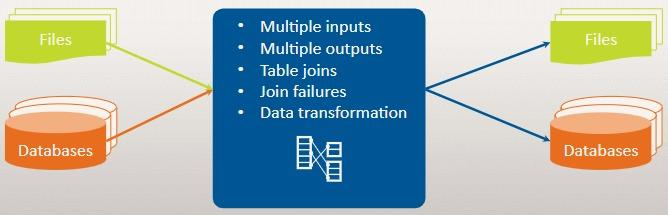 Files
Databases
• Multiple inputs
• Multiple outputs
• Table joins
• Join failures
• Data transformation
Files
Databases